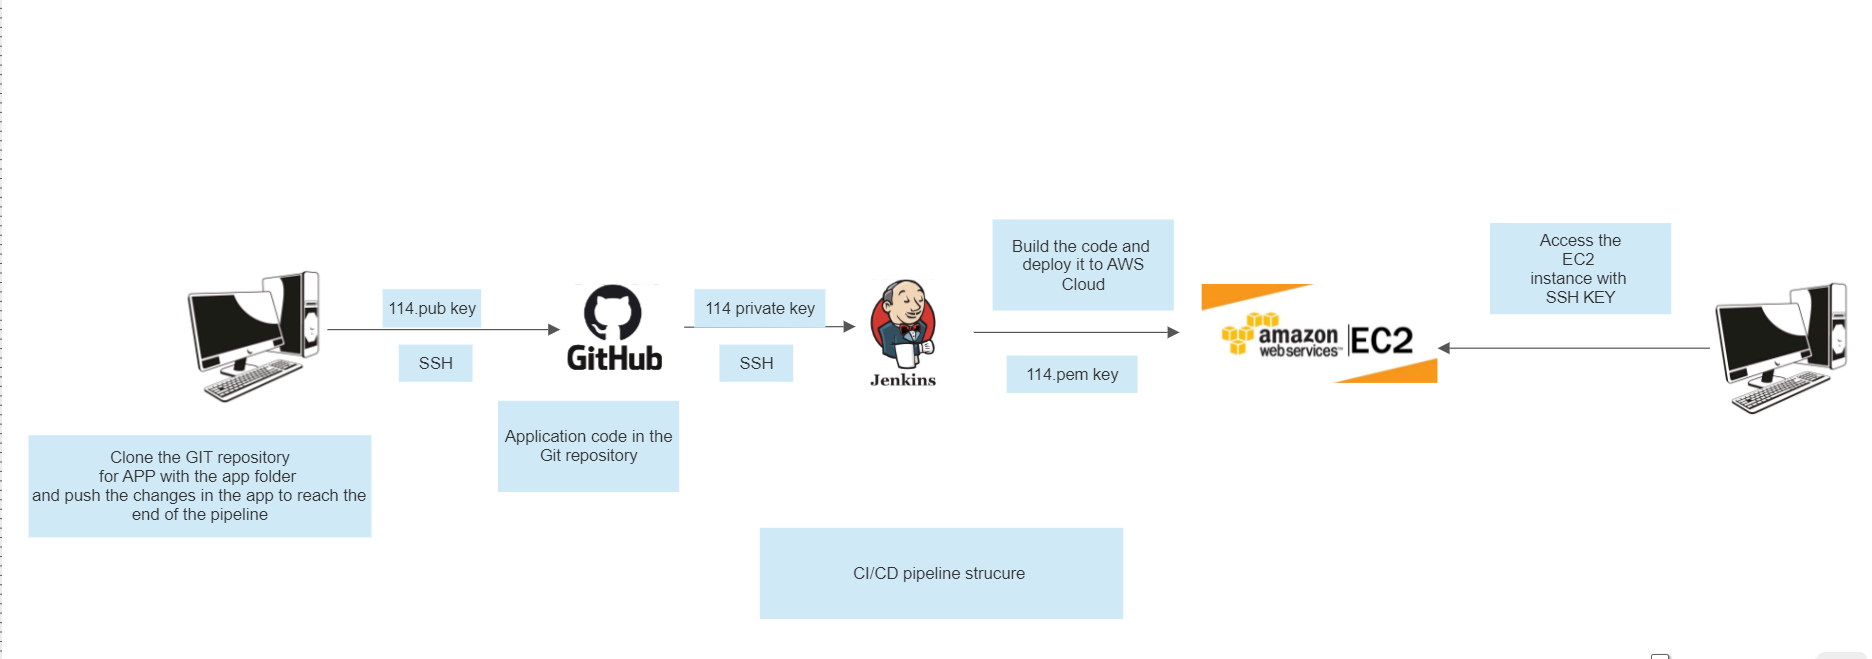 Build the code and
deploy it to AWS
Cloud
Access the
EC2
instance with
SSH KEY
114.pub key
114 private key
SSH
SSH
GitHub
Jenkins
114.pem key
amazon
web services™
EC2
Application code in the
Git repository
Clone the GIT repository
for APP with the app folder
and push the changes in the app to reach the
end of the pipeline
CI/CD pipeline strucure